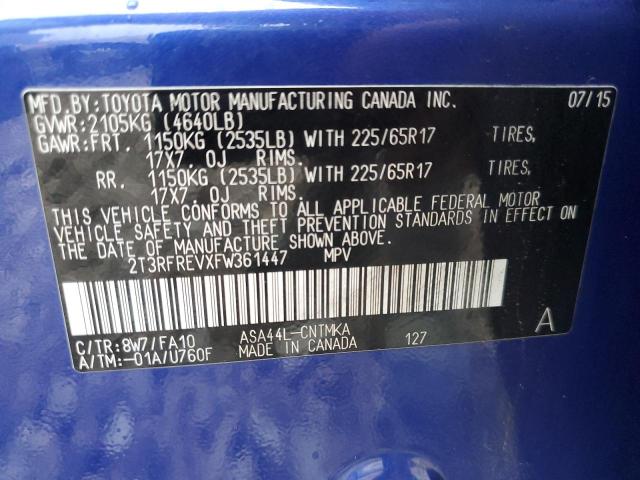 MFD.BY:TOYOTA MOTOR MANUFACTURING CANADA INC. 07/15
GVWR:2105KG (4640LB)
GAWR:FRT. 1150KG (2535LB) WITH 225/65R17 TIRES,
17X7.0J RIMS.
RR. 1150KG (2535LB) WITH 225/65R17 TIRES,
17X7.0J RIMS.
THIS VEHICLE CONFORMS TO ALL APPLICABLE FEDERAL MOTOR
VEHICLE SAFETY AND THEFT PREVENTION STANDARDS IN EFFECT ON
THE DATE OF MANUFACTURE SHOWN ABOVE.
2T3RFREVXFW361447 MPV
C/TR:8W7/FA10 ASA44L-CNTMKA A
A/TM:-01A/U760F MADE IN CANADA 127